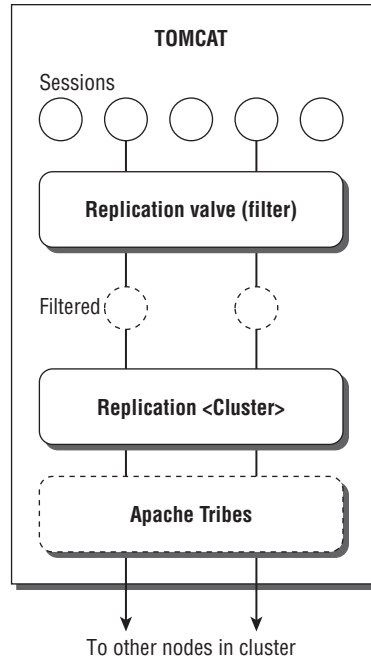 TOMCAT
Sessions
Replication valve (filter)
Filtered
Replication <Cluster>
Apache Tribes
To other nodes in cluster